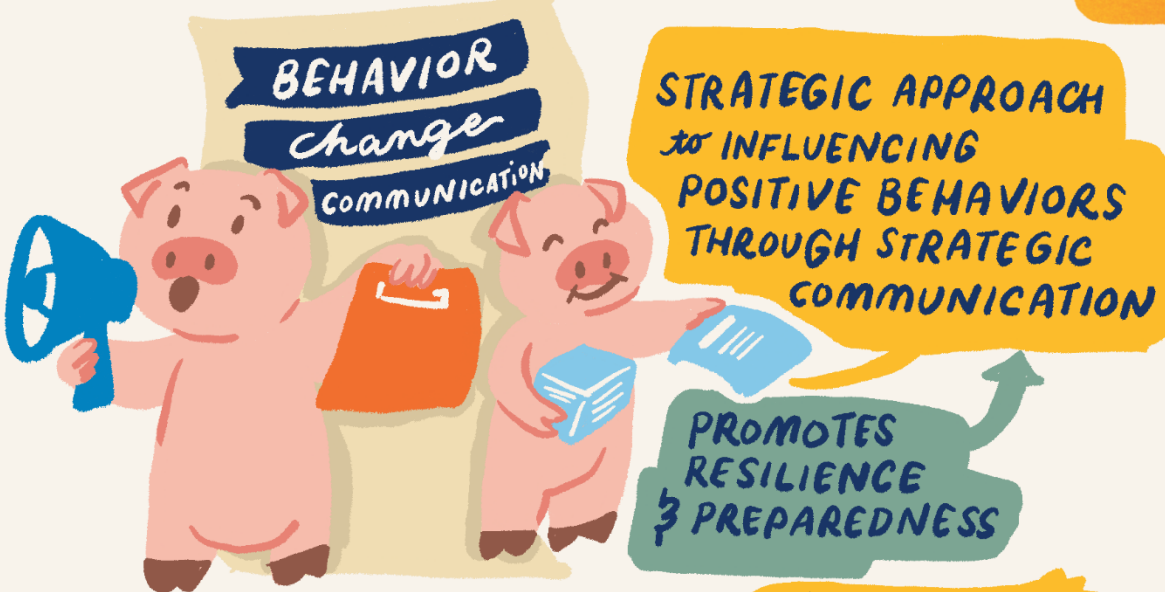 BEHAVIOR
change
COMMUNICATION
STRATEGIC APPROACH
to INFLUENCING
POSITIVE BEHAVIORS
THROUGH STRATEGIC
COMMUNICATION
PROMOTES
RESILIENCE
& PREPAREDNESS